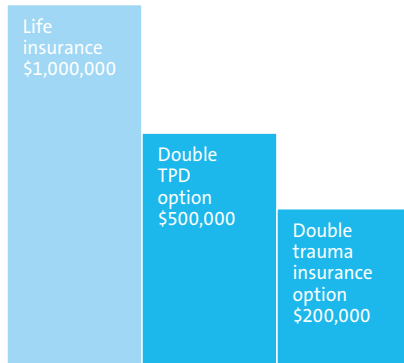 Life
insurance
$1,000,000
Double
TPD
option
$500,000
Double
trauma
insurance
option
$200,000